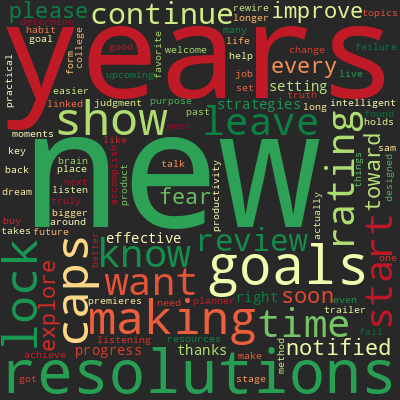 determine
please
continue
rewire
longer
improve
topics
habit
goal
form
college
good
upcoming
favorite
welcome
many
life
help
job
set
change
failure
every
live
years
practical
easier
linked
judgment
purpose
past
strategies
setting
long
truth
intelligent
found
holds
moments
show
like
meet
leave
rating
toward
sam
things
designed
key
back
dream
brain
place
next
listen
truly
accomplish
product
talk
fear
productivity
new
actually
buy
takes
bigger
around
future
effective
know
review
goals
start
one
lock
explore
caps
better
want
premieres
need
planner
right
soon
even
trailer
making
time
notified
fail
listening
resources
progress
thanks
make
method
achieve
got
stage
resolutions